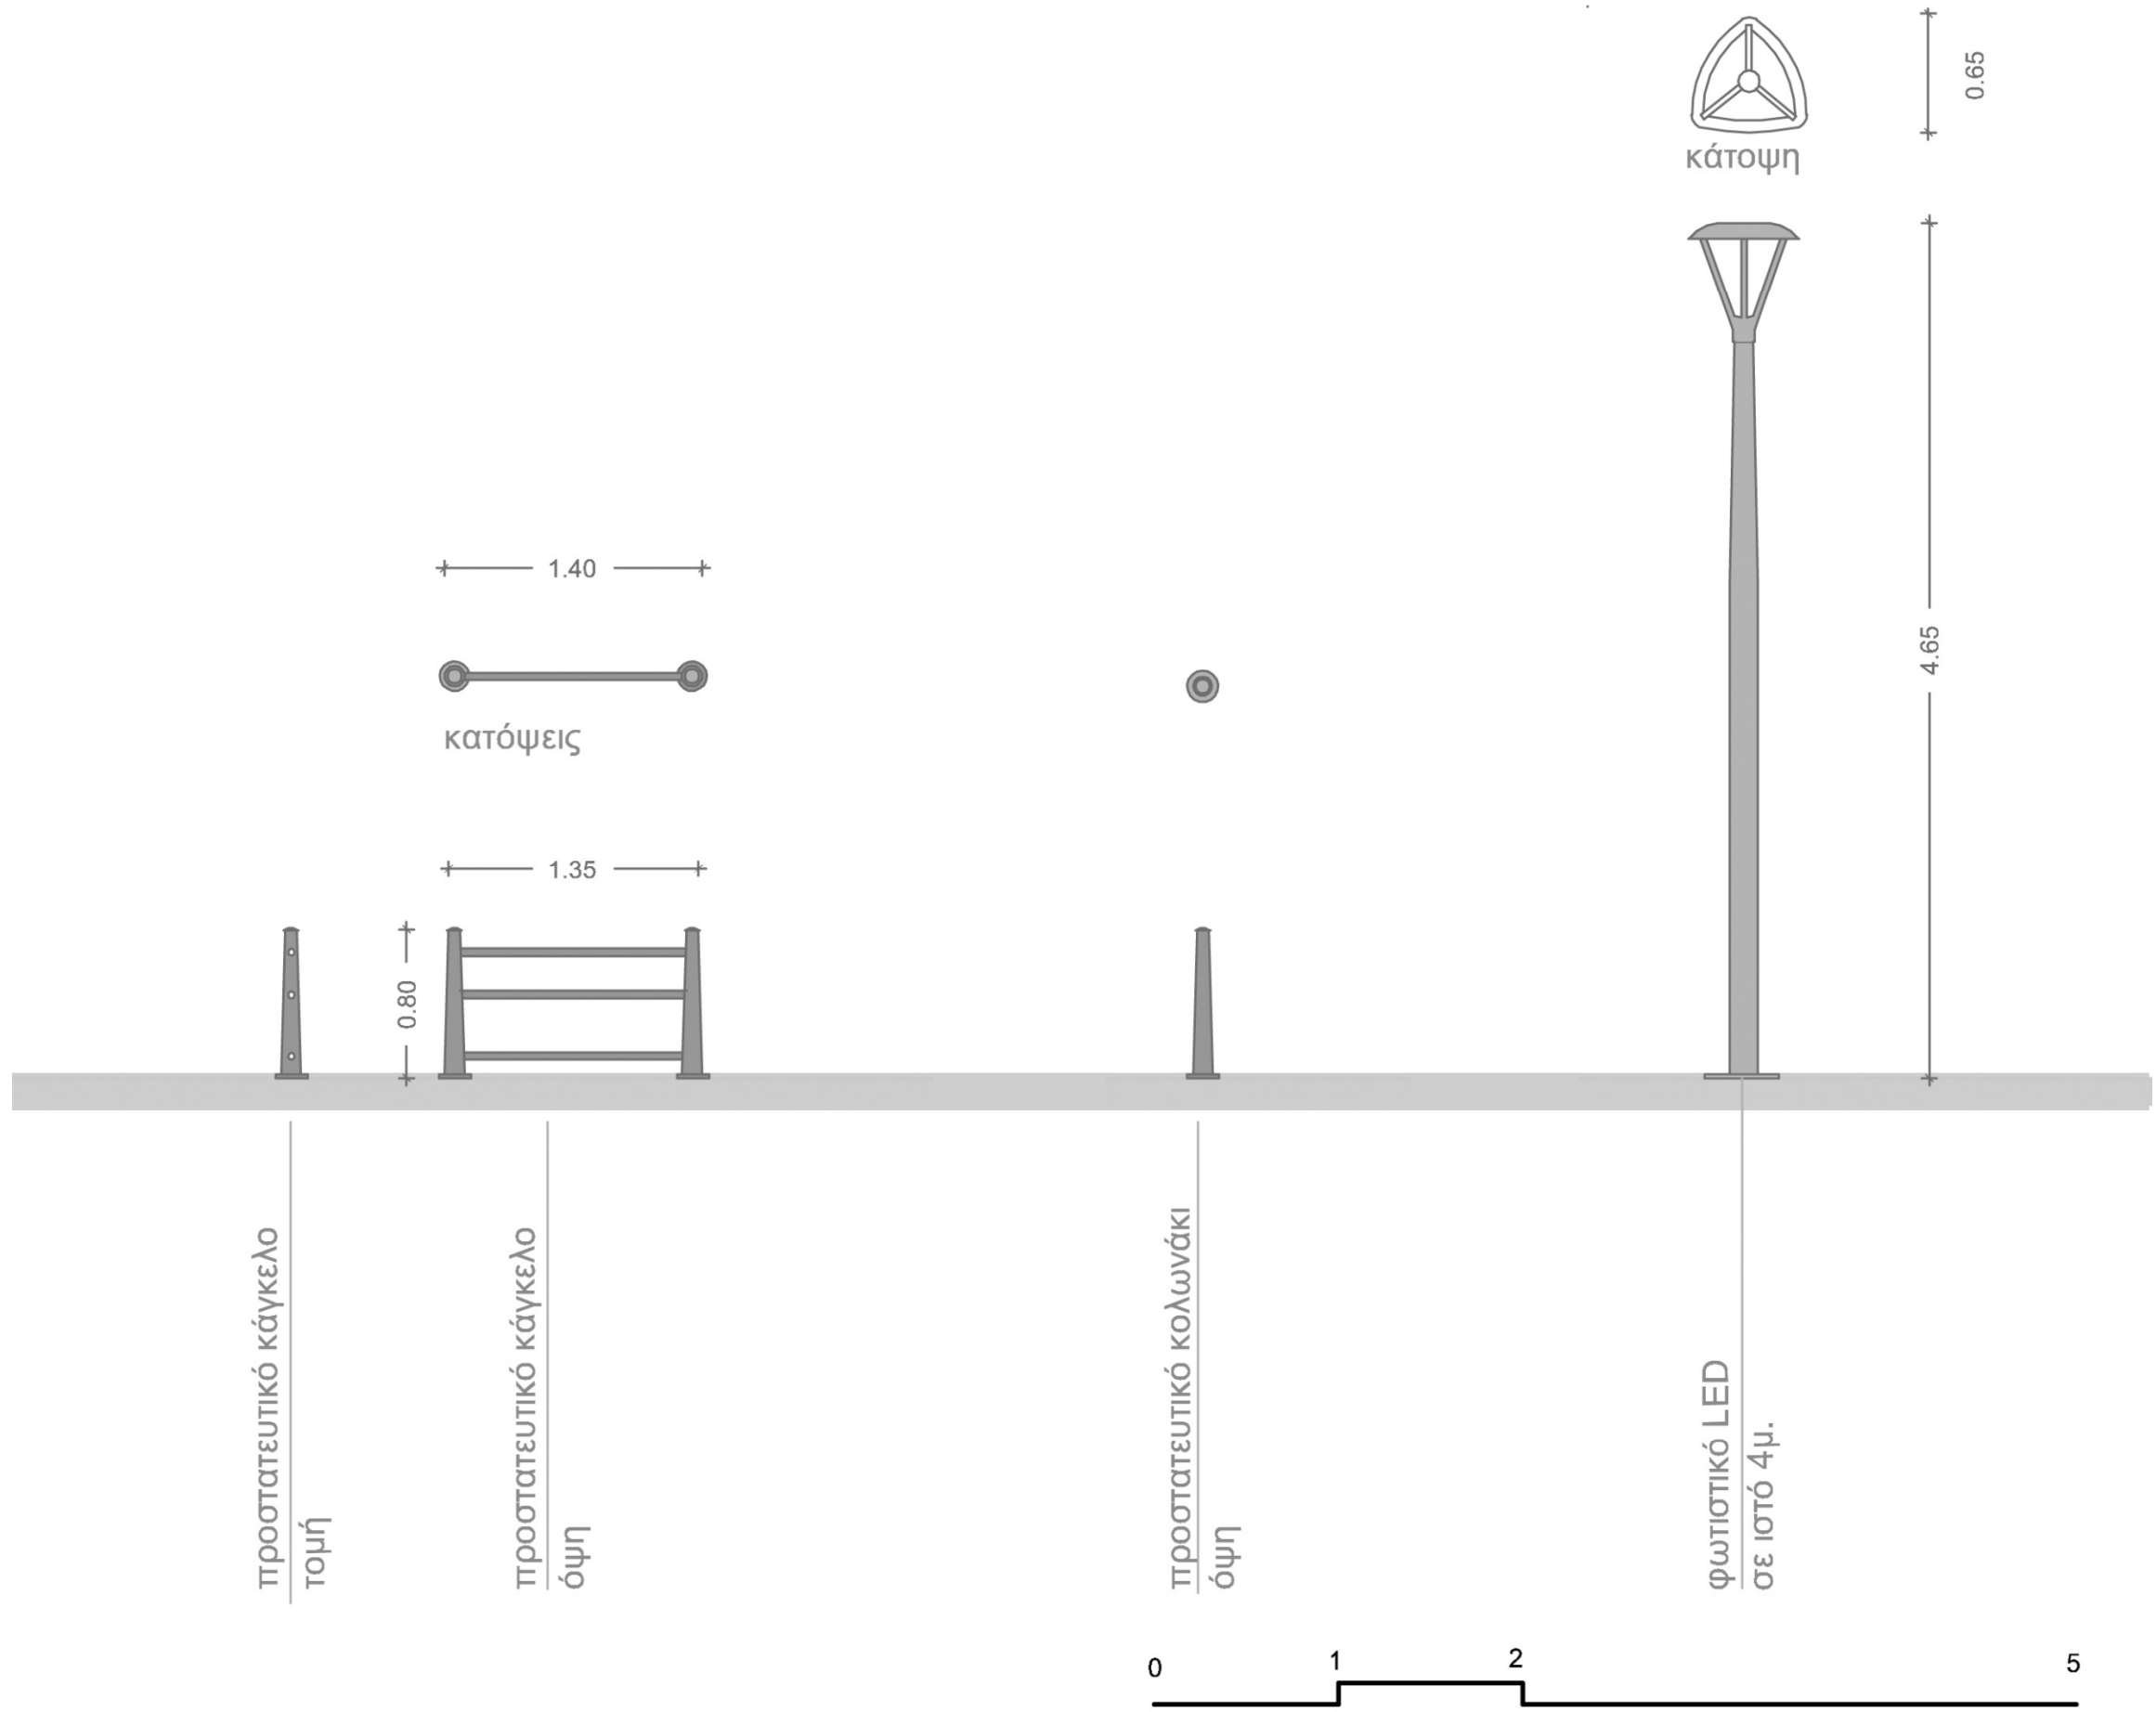 0.65
κάτοψη
4.65
1.40
κατόψεις
1.35
0.80
προστατευτικό κάγκελο
τομή
προστατευτικό κάγκελο
όψη
προστατευτικό κολωνάκι
όψη
φωτιστικό LED
σε ιστό 4μ.
0 1 2 5